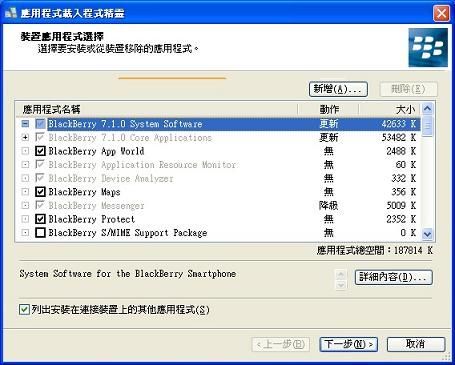 應用程式載入程式精靈
裝置應用程式選擇
選擇要安裝或從裝置移除的應用程式。
新增(A)... 刪除(E)
應用程式名稱 動作 大小
BlackBerry 7.1.0 System Software 更新 42633 K
BlackBerry 7.1.0 Core Applications 更新 53482 K
BlackBerry App World 無 2488 K
BlackBerry Application Resource Monitor 無 60 K
BlackBerry Device Analyzer 無 332 K
BlackBerry Maps 無 356 K
BlackBerry Messenger 降級 5009 K
BlackBerry Protect 無 2352 K
BlackBerry S/MIME Support Package 無 0 K
應用程式總空間：187814 K
System Software for the BlackBerry Smartphone
詳細內容(D)...
列出安裝在連接裝置上的其他應用程式(S)
<上一步(B) 下一步(N)> 取消